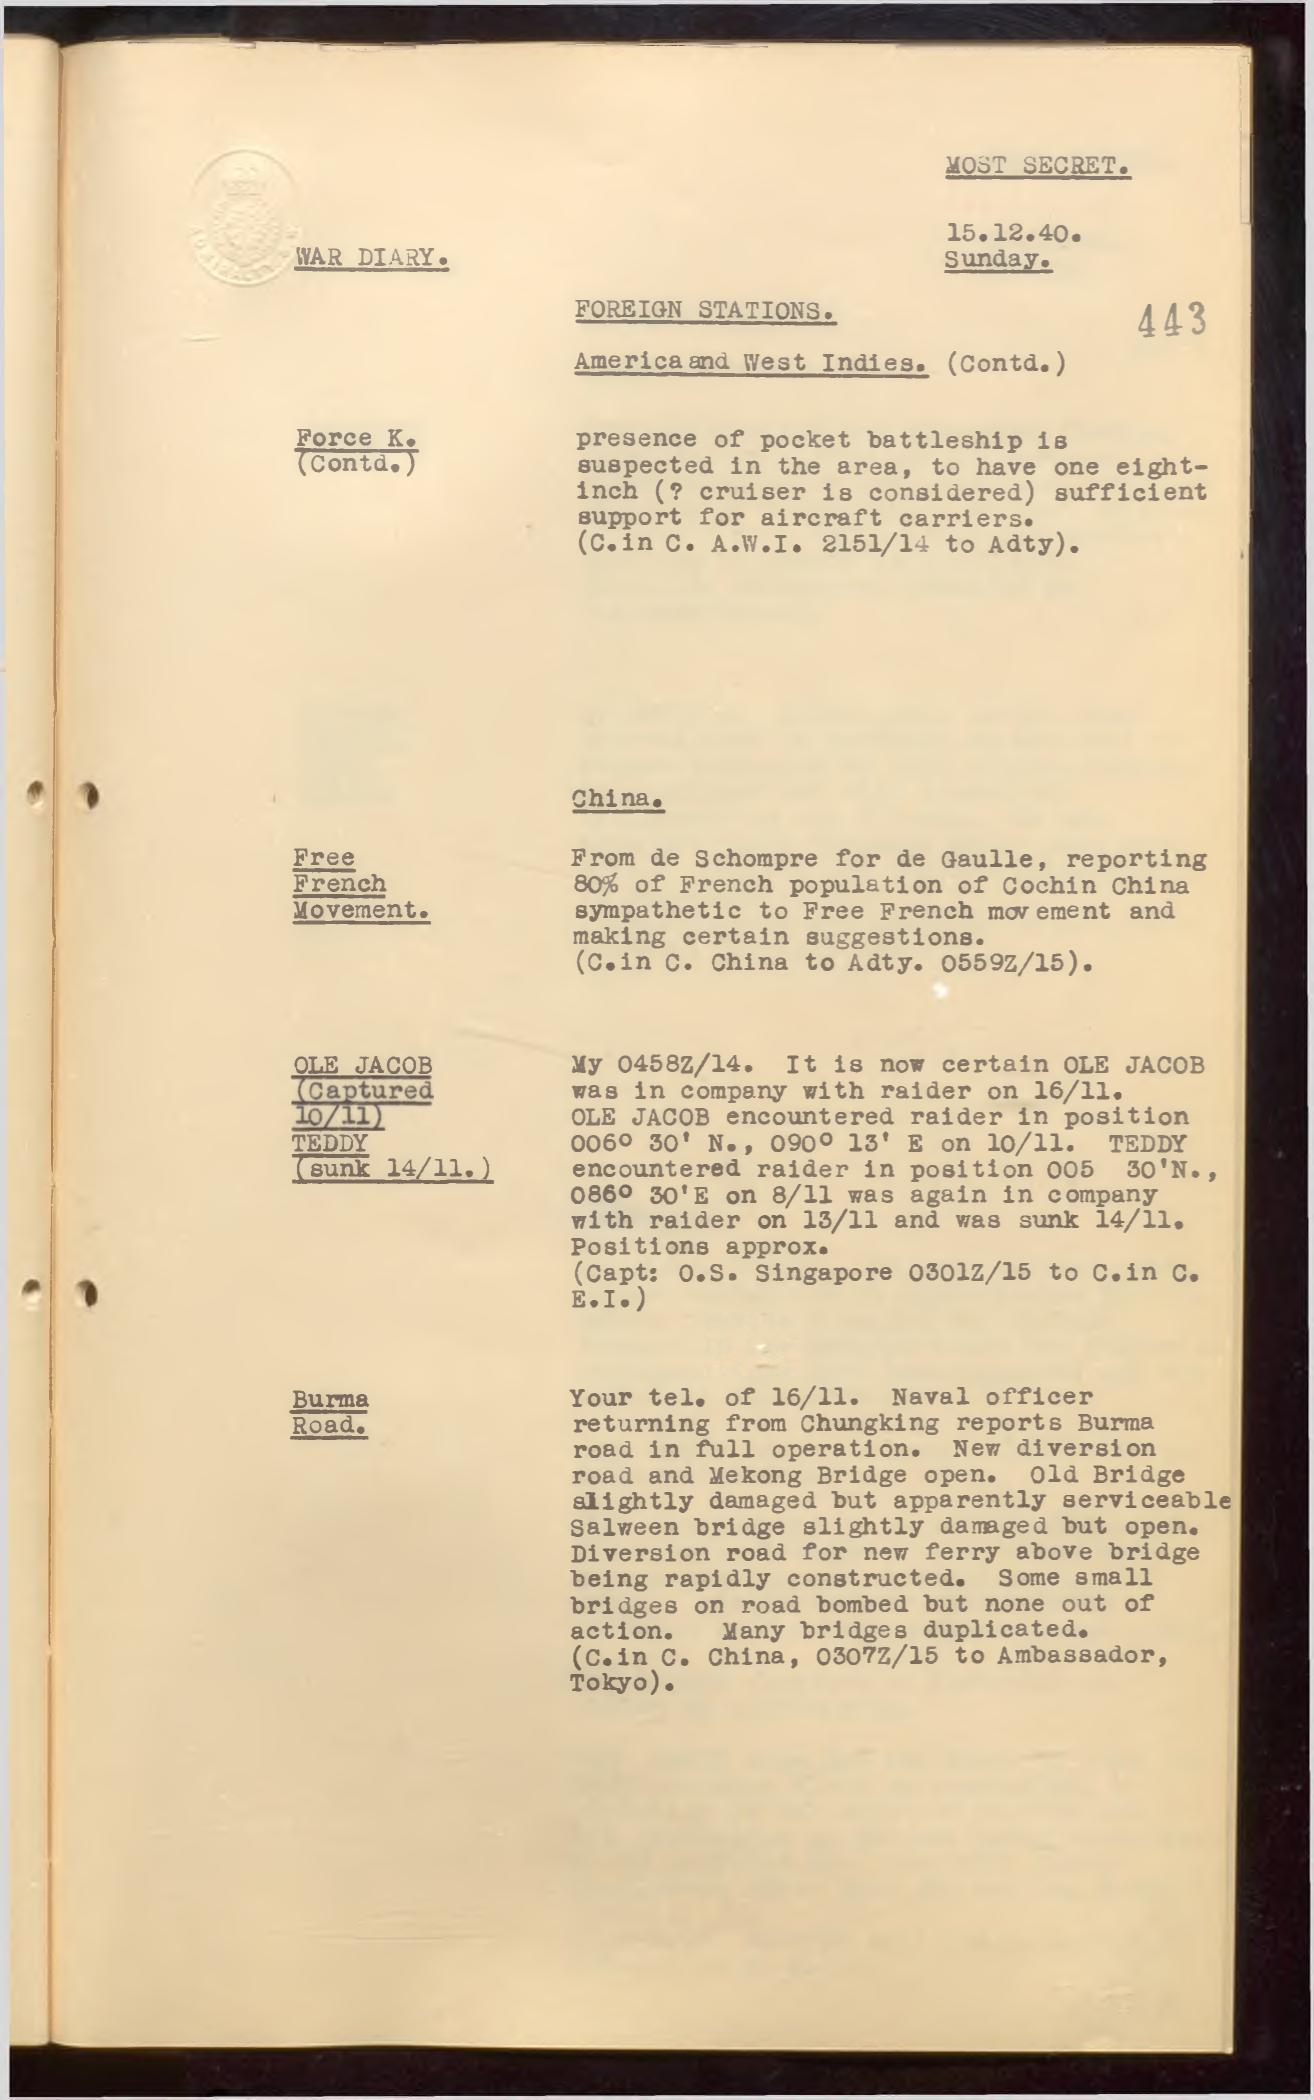 MOST SECRET.
15.12.40.
WAR DIARY.
Sunday.
FOREIGN STATIONS.
443
America and West Indies. (Contd.)
Force K.
(Contd.)
presence of pocket battleship is
suspected in the area, to have one eight-
inch (? cruiser is considered) sufficient
support for aircraft carriers.
(C.in C. A.W.I. 2151/14 to Adty).
China.
Free
French
Movement.
From de Schompre for de Gaulle, reporting
80% of French population of Cochin China
sympathetic to Free French movement and
making certain suggestions.
(C.in C. China to Adty. 0559Z/15).
OLE JACOB
(Captured
10/11)
TEDDY
(sunk 14/11.)
My 0458Z/14. It is now certain OLE JACOB
was in company with raider on 16/11.
OLE JACOB encountered raider in position
006º 30' N., 090º 13' E on 10/11. TEDDY
encountered raider in position 005 30'N.,
086º 30'E on 8/11 was again in company
with raider on 13/11 and was sunk 14/11.
Positions approx.
(Capt: O.S. Singapore 0301Z/15 to C.in C.
E.I.)
Burma
Road.
Your tel. of 16/11. Naval officer
returning from Chungking reports Burma
road in full operation. New diversion
road and Mekong Bridge open. Old Bridge
slightly damaged but apparently serviceable
Salween bridge slightly damaged but open.
Diversion road for new ferry above bridge
being rapidly constructed. Some small
bridges on road bombed but none out of
action. Many bridges duplicated.
(C.in C. China, 0307Z/15 to Ambassador,
Tokyo).